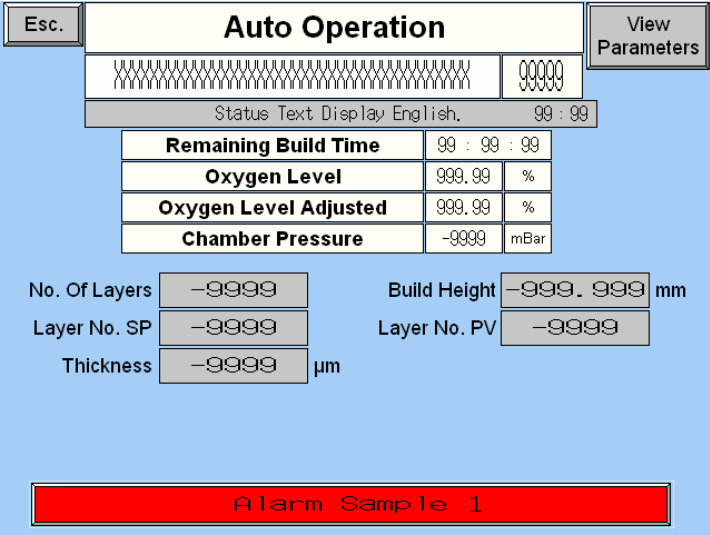 Esc.
Auto Operation
View
Parameters
XXXXXXXXXXXXXXXXXXXXXXXXXXXXXXXXXXXXXXXX 99999
Status Text Display English. 99 : 99
Remaining Build Time 99 : 99 : 99
Oxygen Level 999.99 %
Oxygen Level Adjusted 999.99 %
Chamber Pressure -9999 mBar
No. Of Layers -9999 Build Height -999.999 mm
Layer No. SP -9999 Layer No. PV -9999
Thickness -9999 µm
Alarm Sample 1